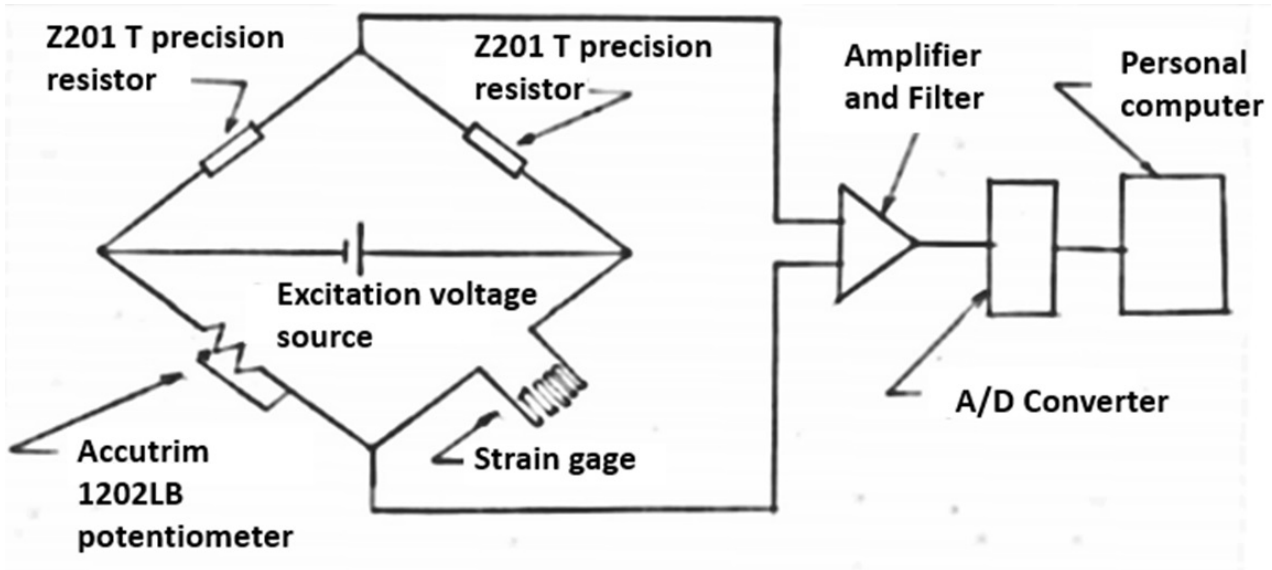 Z201 T precision
resistor
Z201 T precision
resistor
Amplifier
and Filter
Personal
computer
Excitation voltage
source
A/D Converter
Strain gage
Accutrim
1202LB
potentiometer